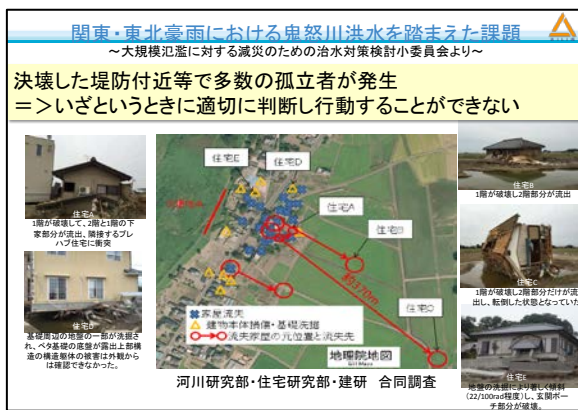 関東・東北豪雨における鬼怒川洪水を踏まえた課題
～大規模氾濫に対する減災のための治水対策検討小委員会より～
決壊した堤防付近等で多数の孤立者が発生
＝＞いざというときに適切に判断し行動することができない
住宅A
1階が破壊して、2階と1階の下
家部分が流出、隣接するプレ
ハブ住宅に衝突
基礎周辺の地盤の一部が洗掘さ
れ、ベタ基礎の底盤が露出上部構
造の構造躯体の被害は外観から
は確認できなかった。
住宅E
住宅D
住宅A
住宅B
約370m
住宅C
家屋流失
建物本体損傷・基礎洗掘
流失家屋の元位置と流失先
地理院地図
住宅B
1階が破壊し2階部分が流出
住宅C
1階が破壊し2階部分だけが流
出し、転倒した状態となっていた
住宅E
地盤の洗掘により著しく傾斜
(22/100rad程度)し、玄関ポー
チ部分が破壊。
河川研究部・住宅研究部・建研　合同調査